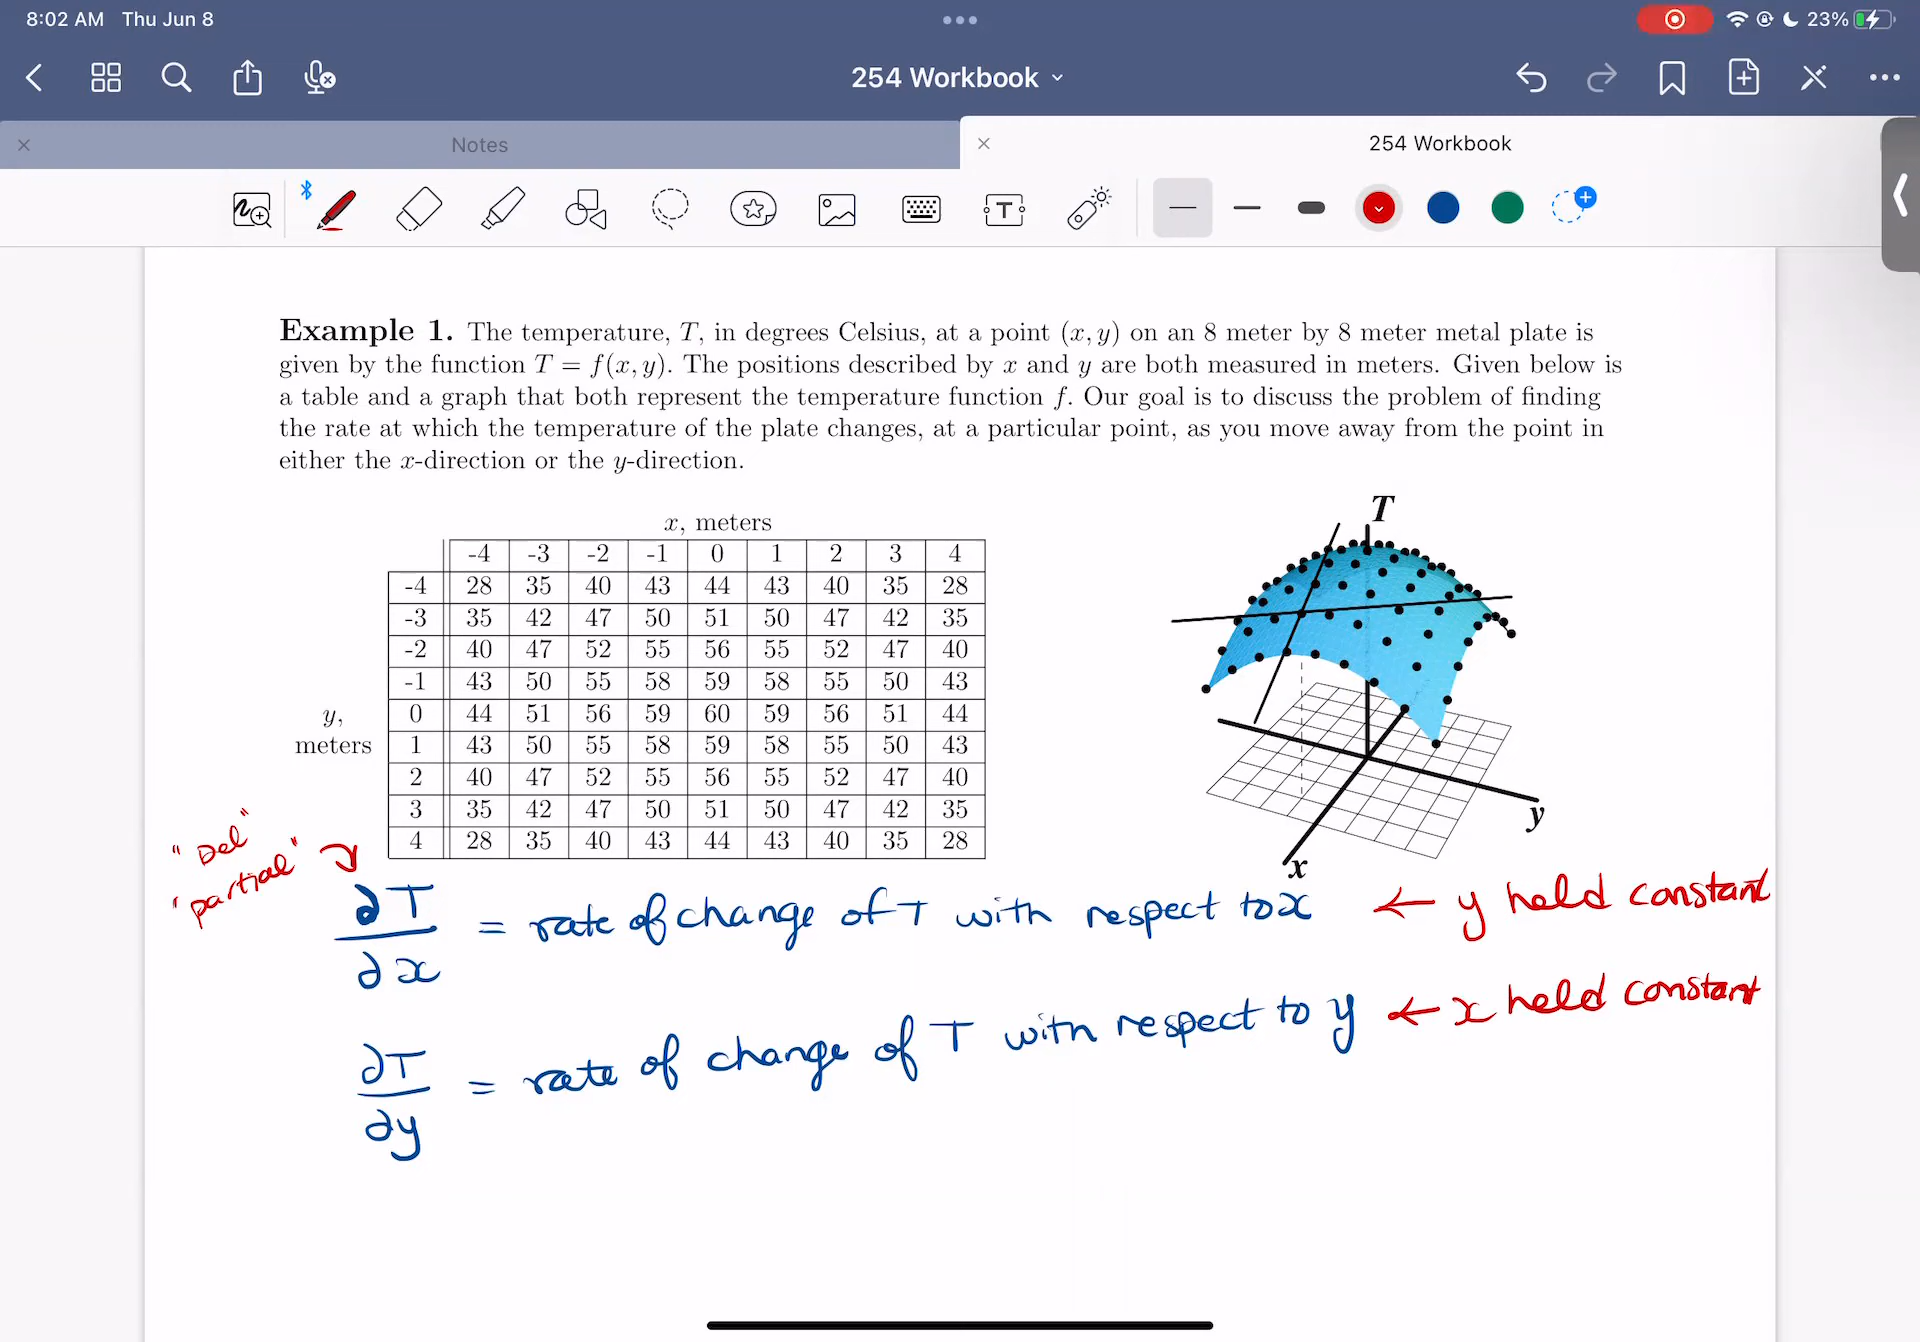 8:02 AM Thu Jun 8
23%
254 Workbook
Notes
254 Workbook
Example 1. The temperature, T, in degrees Celsius, at a point (x, y) on an 8 meter by 8 meter metal plate is
given by the function T = f(x, y). The positions described by x and y are both measured in meters. Given below is
a table and a graph that both represent the temperature function f. Our goal is to discuss the problem of finding
the rate at which the temperature of the plate changes, at a particular point, as you move away from the point in
either the x-direction or the y-direction.
x, meters
-4 -3 -2 -1 0 1 2 3 4
-4 28 35 40 43 44 43 40 35 28
-3 35 42 47 50 51 50 47 42 35
-2 40 47 52 55 56 55 52 47 40
-1 43 50 55 58 59 58 55 50 43
y, 0 44 51 56 59 60 59 56 51 44
meters 1 43 50 55 58 59 58 55 50 43
2 40 47 52 55 56 55 52 47 40
3 35 42 47 50 51 50 47 42 35
4 28 35 40 43 44 43 40 35 28
T
y
x
"Del"
"partial"
∂T/∂x = rate of change of T with respect to x ← y held constant
∂T/∂y = rate of change of T with respect to y ← x held constant